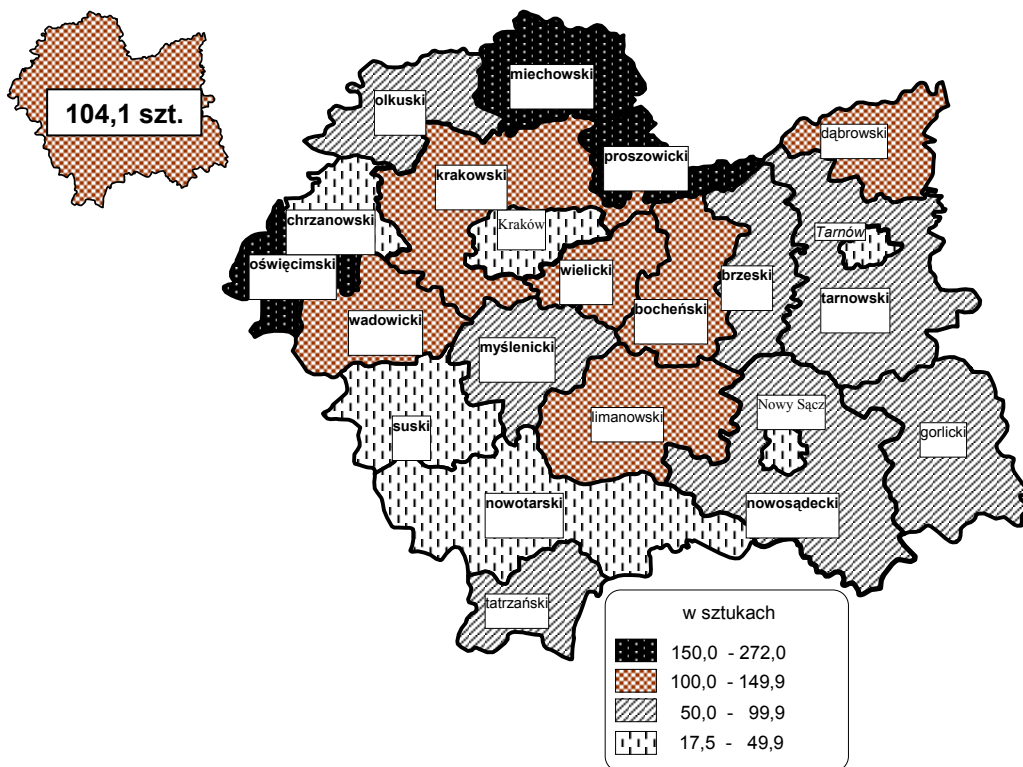 104,1 szt.
miechowski
olkuski
dąbrowski
proszowicki
krakowski
chrzanowski
Kraków
Tarnów
oświęcimski
wielicki
brzeski
tarnowski
wadowicki
bocheński
myślenicki
Nowy Sącz
suski
limanowski
gorlicki
nowotarski
nowosądecki
tatrzański
w sztukach
150,0 - 272,0
100,0 - 149,9
50,0 - 99,9
17,5 - 49,9